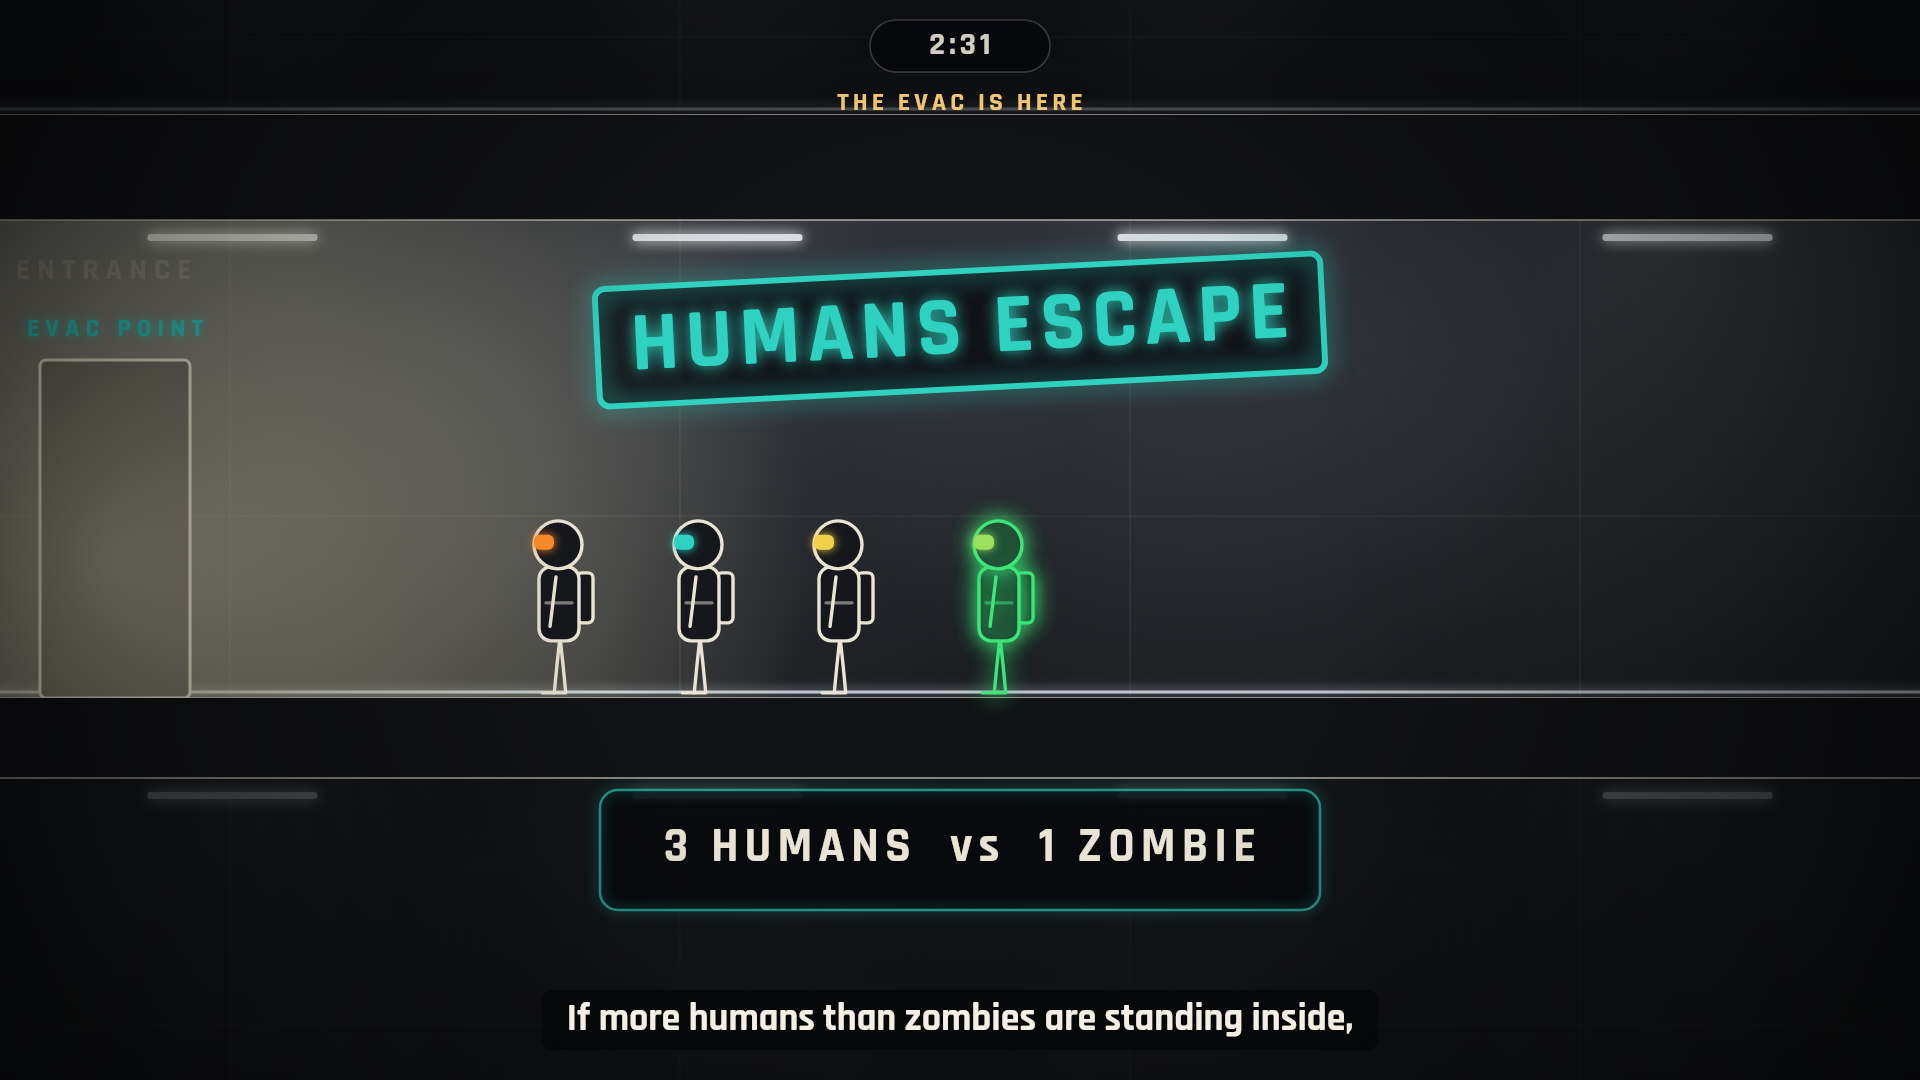 2:31
THE EVAC IS HERE
ENTRANCE
EVAC POINT
HUMANS ESCAPE
3 HUMANS vs 1 ZOMBIE
If more humans than zombies are standing inside,